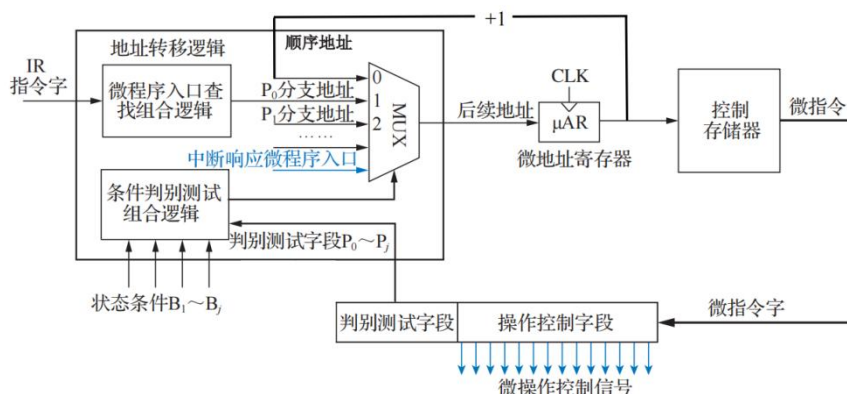 +1
地址转移逻辑
顺序地址
IR
指令字
微程序入口查
找组合逻辑
P₀分支地址
P₁分支地址
……
中断响应微程序入口
0
1
2
MUX
后续地址
CLK
μAR
微地址寄存器
控制
存储器
微指令
条件判别测试
组合逻辑
判别测试字段P₀～Pⱼ
状态条件B₁～Bⱼ
判别测试字段
操作控制字段
微指令字
微操作控制信号